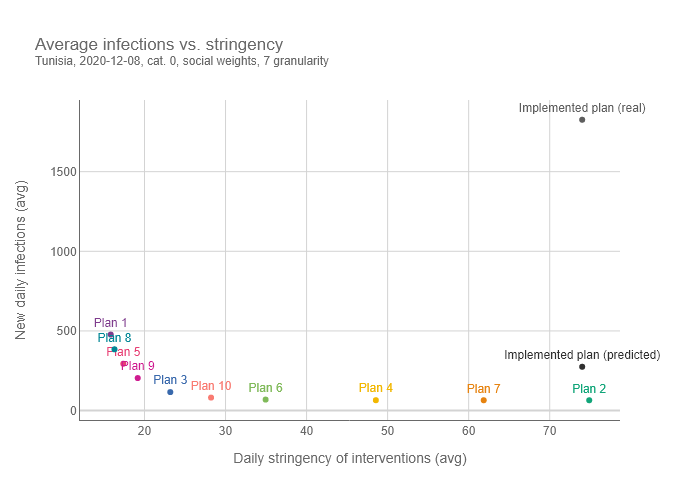 Average infections vs. stringency
Tunisia, 2020-12-08, cat. 0, social weights, 7 granularity
Implemented plan (real)
1500
1000
500
0
New daily infections (avg)
Plan 1
Plan 8
Plan 5
Plan 9
Plan 3
Plan 10
Plan 6
Plan 4
Plan 7
Implemented plan (predicted)
Plan 2
20 30 40 50 60 70
Daily stringency of interventions (avg)